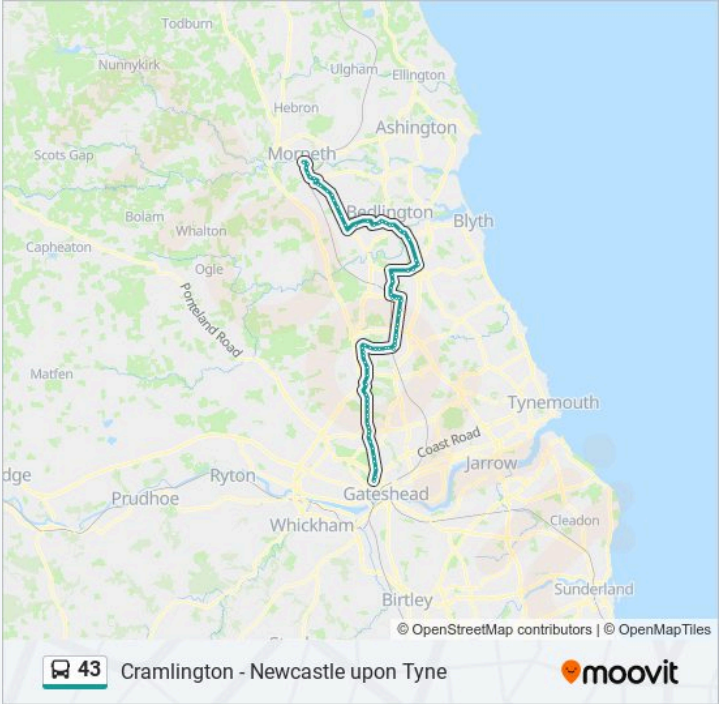 Todburn
Nunnykirk
Ulgham
Ellington
Hebron
Ashington
Scots Gap
Morpeth
Bedlington
Bolam
Blyth
Whalton
Capheaton
Ogle
Ponteland Road
Matfen
Tynemouth
Coast Road
Jarrow
dge
Ryton
Prudhoe
Gateshead
Whickham
Cleadon
Sunderland
Birtley
© OpenStreetMap contributors | © OpenMapTiles
43 Cramlington - Newcastle upon Tyne
moovit